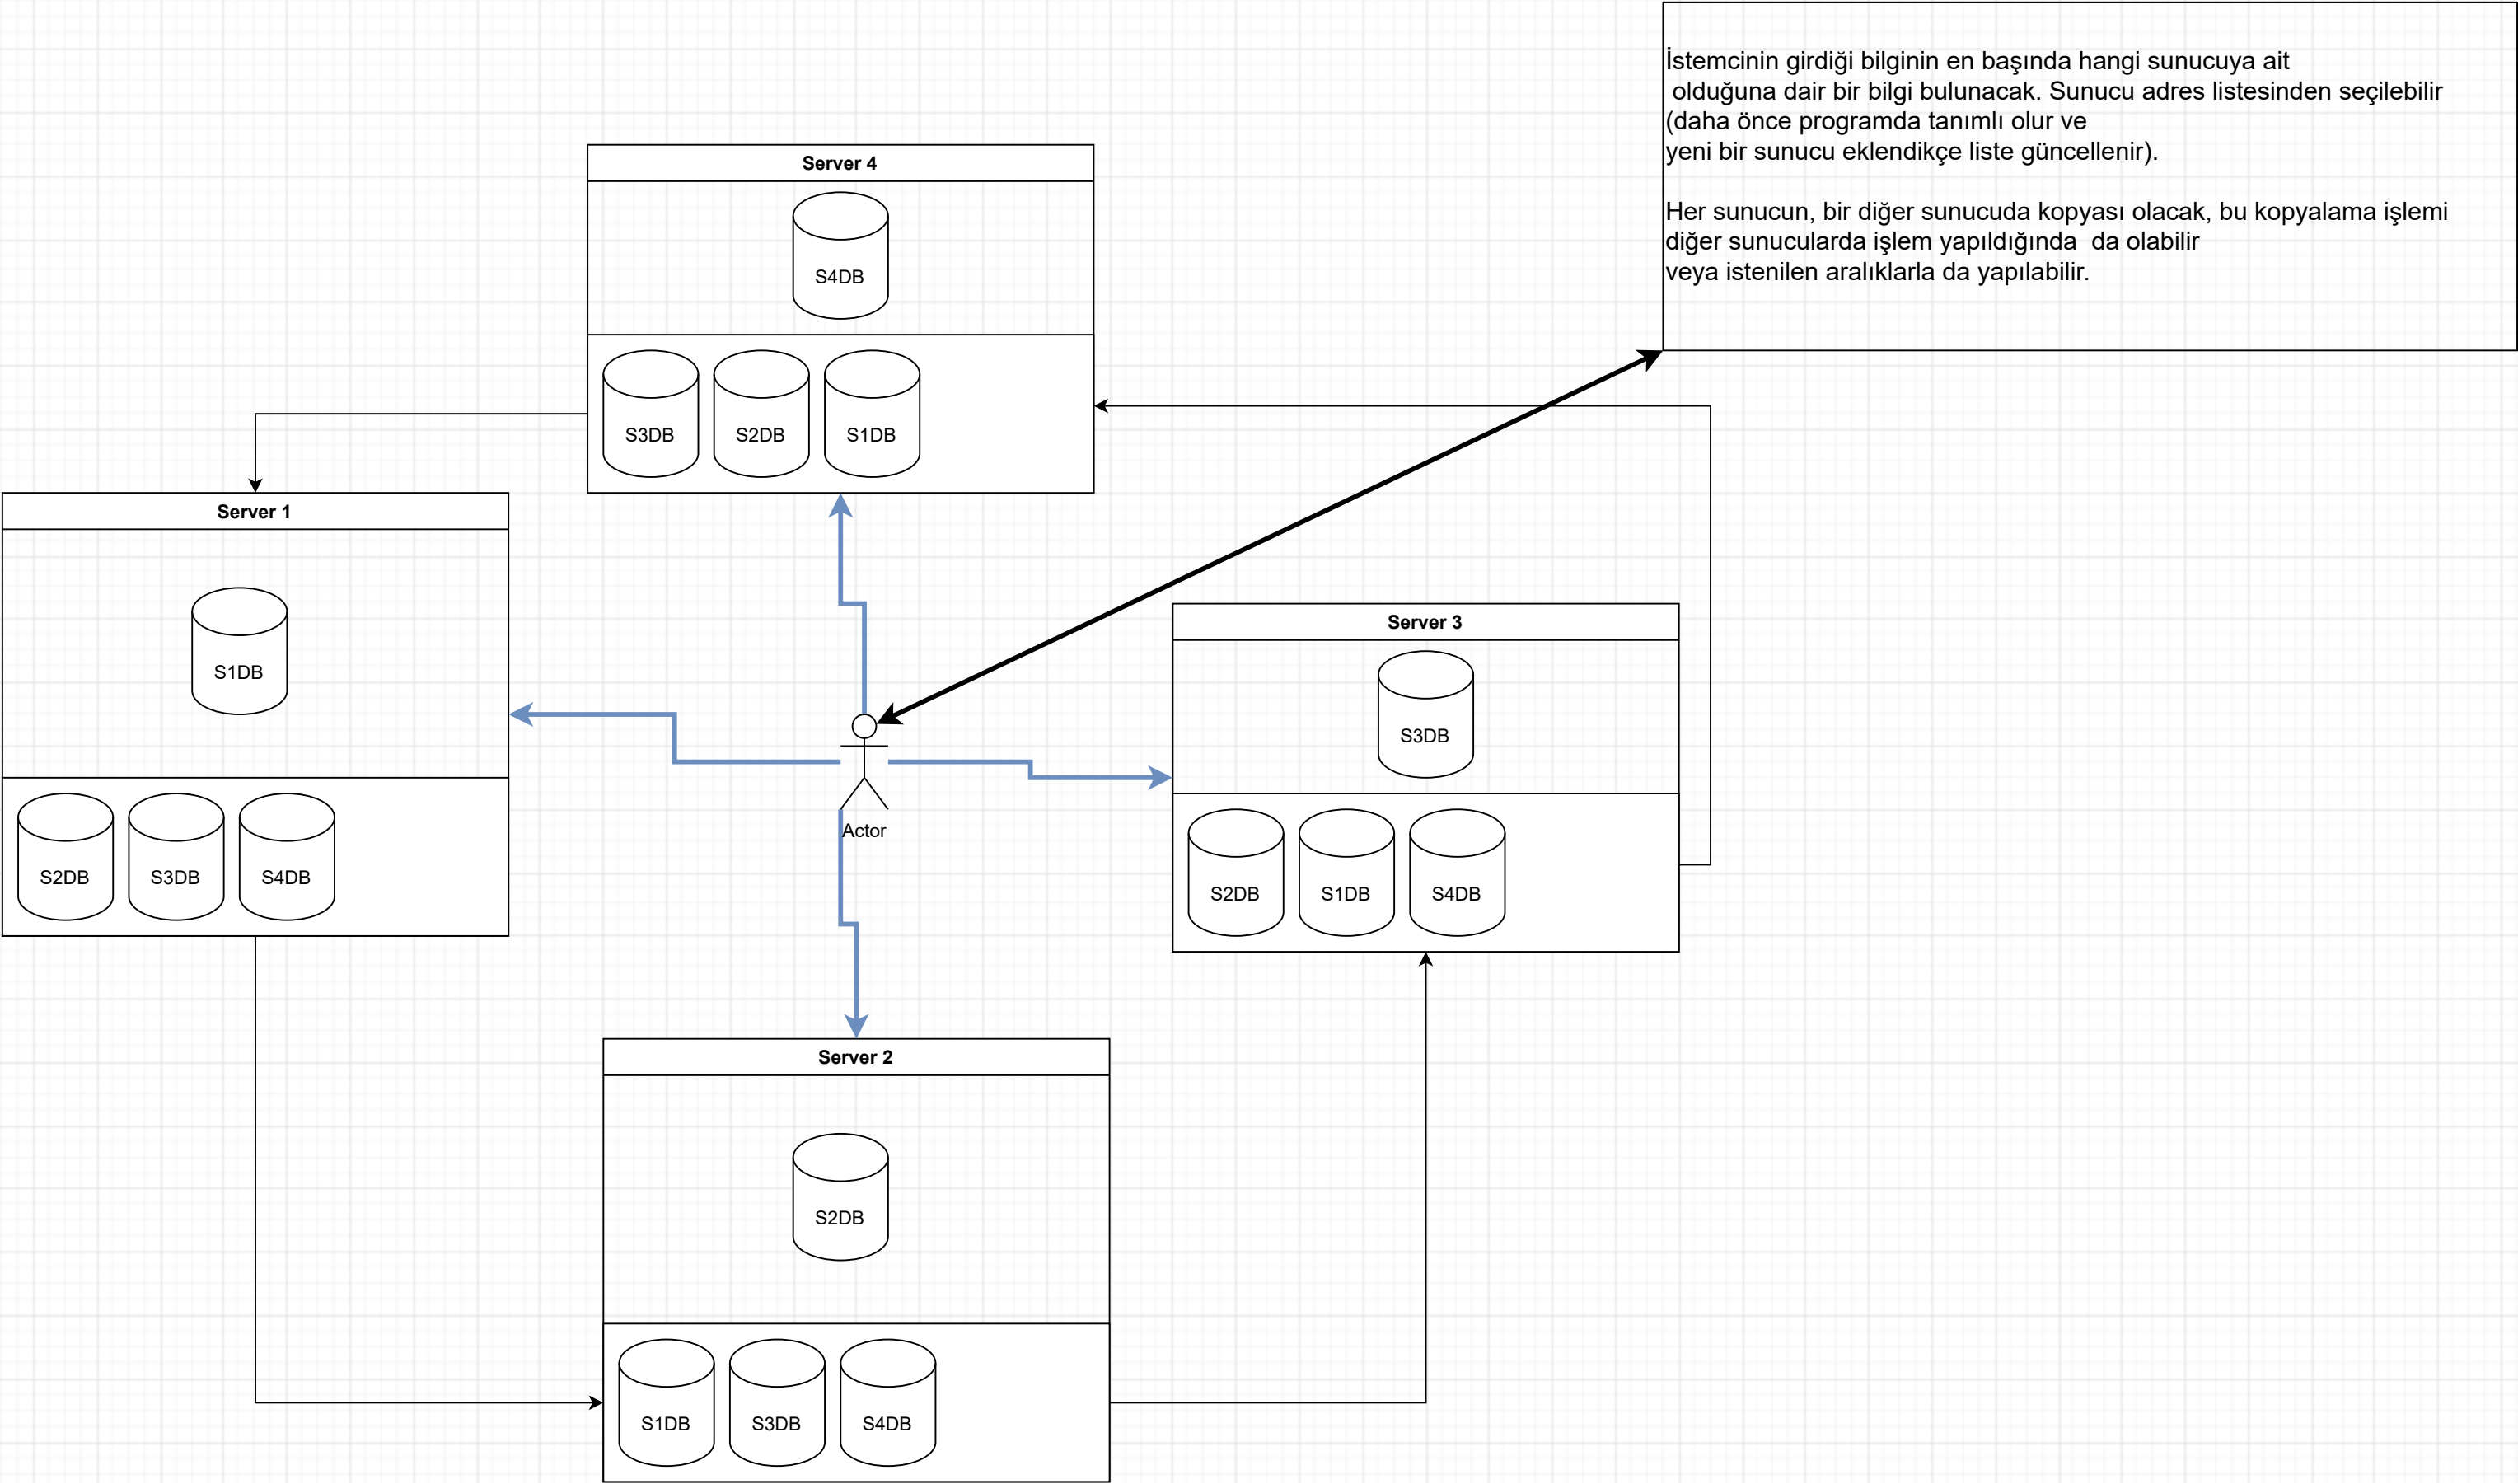 İstemcinin girdiği bilginin en başında hangi sunucuya ait
olduğuna dair bir bilgi bulunacak. Sunucu adres listesinden seçilebilir
(daha önce programda tanımlı olur ve
yeni bir sunucu eklendikçe liste güncellenir).
Her sunucun, bir diğer sunucuda kopyası olacak, bu kopyalama işlemi
diğer sunucularda işlem yapıldığında  da olabilir
veya istenilen aralıklarla da yapılabilir.
Server 4
S4DB
S3DB
S2DB
S1DB
Server 1
S1DB
S2DB
S3DB
S4DB
Actor
Server 3
S3DB
S2DB
S1DB
S4DB
Server 2
S2DB
S1DB
S3DB
S4DB